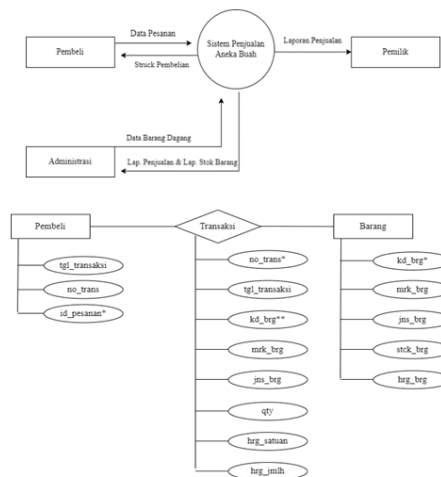 Data Pesanan
Pembeli
Struck Pembelian
Sistem Penjualan
Aneka Buah
Laporan Penjualan
Pemilik
Data Barang Dagang
Administrasi
Lap. Penjualan & Lap. Stok Barang
Pembeli
Transaksi
Barang
tgl_transaksi
no_trans
id_pesanan*
no_trans*
tgl_transaksi
kd_brg**
mrk_brg
jns_brg
qty
hrg_satuan
hrg_jmlh
kd_brg*
mrk_brg
jns_brg
stck_brg
hrg_brg